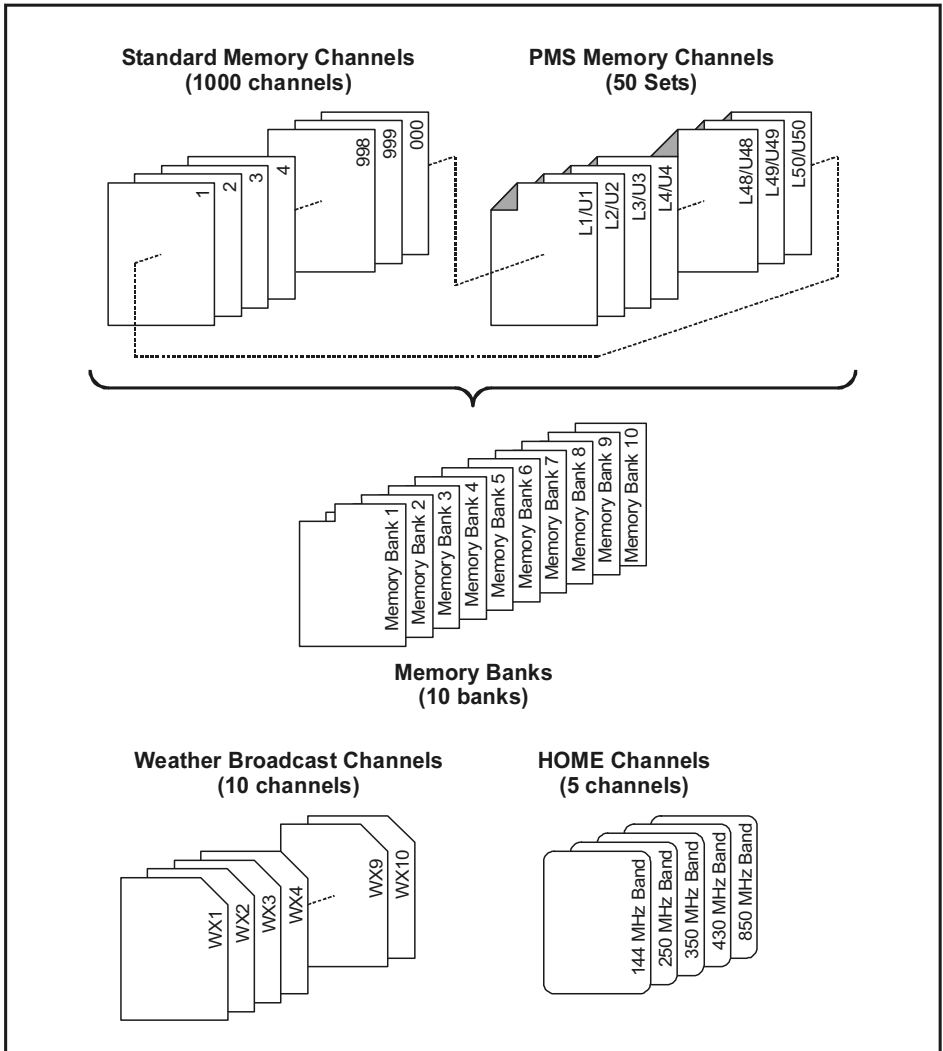 Standard Memory Channels
(1000 channels)
PMS Memory Channels
(50 Sets)
1
2
3
4
998
999
000
L1/U1
L2/U2
L3/U3
L4/U4
L48/U48
L49/U49
L50/U50
Memory Bank 1
Memory Bank 2
Memory Bank 3
Memory Bank 4
Memory Bank 5
Memory Bank 6
Memory Bank 7
Memory Bank 8
Memory Bank 9
Memory Bank 10
Memory Banks
(10 banks)
Weather Broadcast Channels
(10 channels)
HOME Channels
(5 channels)
WX1
WX2
WX3
WX4
WX9
WX10
144 MHz Band
250 MHz Band
350 MHz Band
430 MHz Band
850 MHz Band